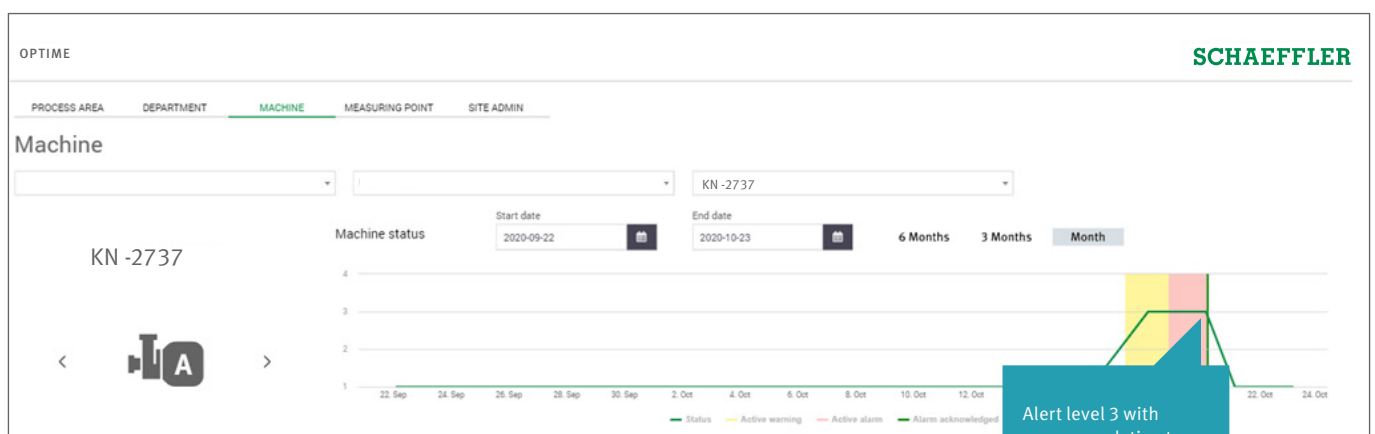 OPTIME
SCHAEFFLER
PROCESS AREA DEPARTMENT MACHINE MEASURING POINT SITE ADMIN
Machine
KN -2737
Start date End date
Machine status 2020-09-22 2020-10-23 6 Months 3 Months Month
KN -2737
4
3
2
1
A
22. Sep 24. Sep 26. Sep 28. Sep 30. Sep 2. Oct 4. Oct 6. Oct 8. Oct 10. Oct 12. Oct 22. Oct 24. Oct
Status Active warning Active alarm Alarm acknowledged
Alert level 3 with